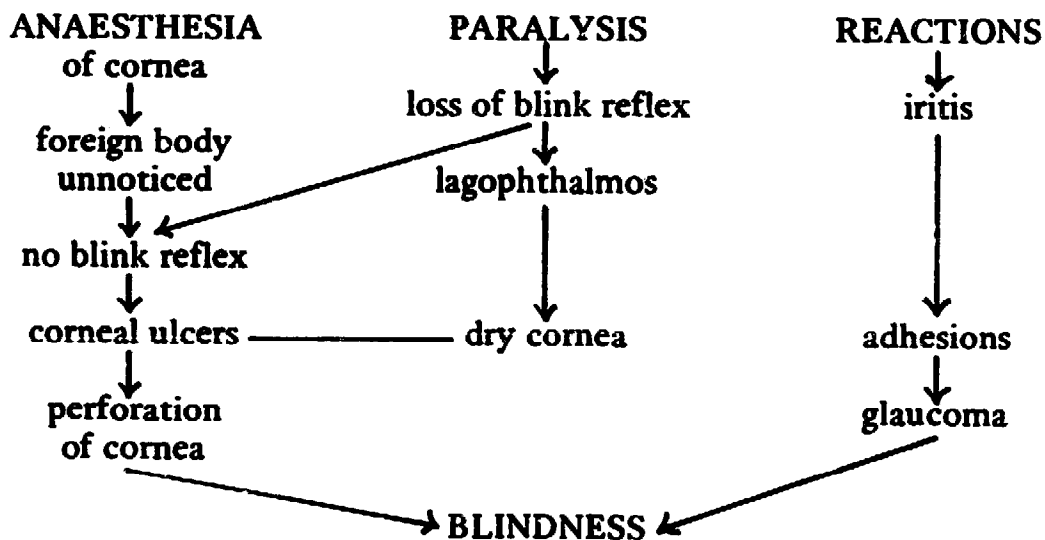 ANAESTHESIA
of cornea
foreign body
unnoticed
no blink reflex
corneal ulcers
perforation
of cornea
PARALYSIS
loss of blink reflex
lagophthalmos
dry cornea
REACTIONS
iritis
adhesions
glaucoma
BLINDNESS